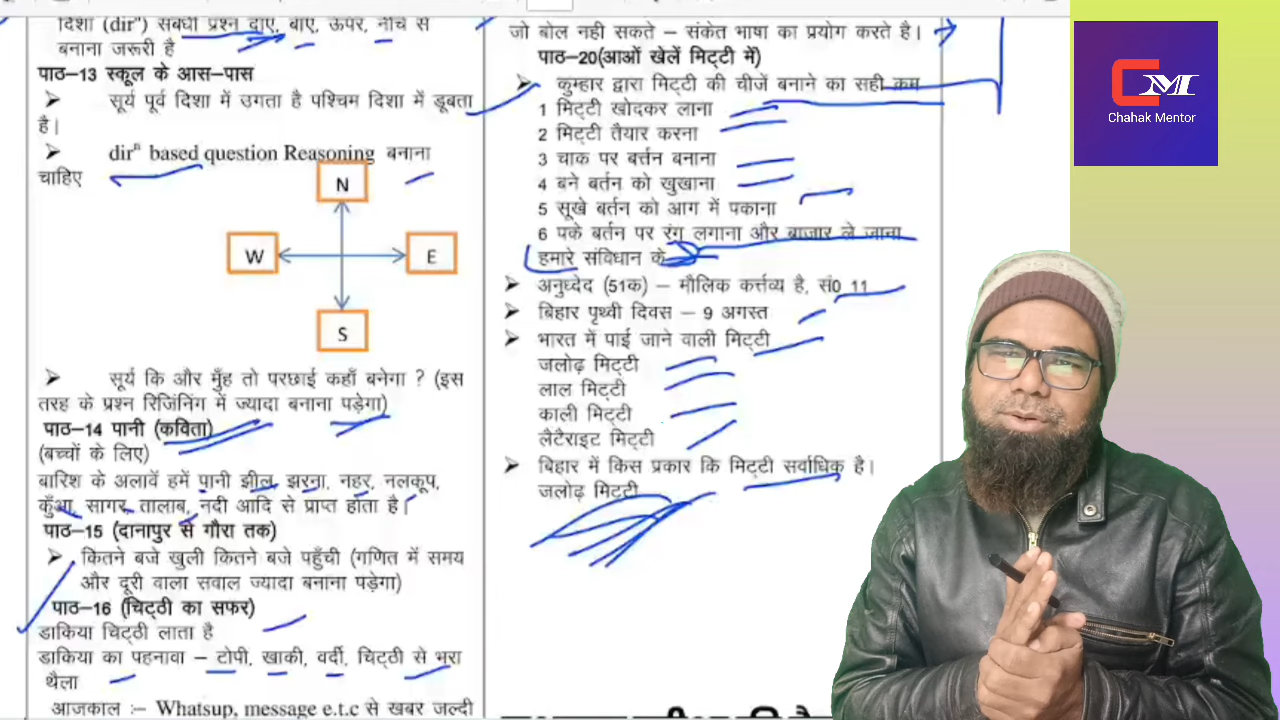 दिशा (dirⁿ) संबंधी प्रश्न दाएं, बाएं, ऊपर, नीचे से
बनाना जरूरी है
पाठ–13 स्कूल के आस–पास
➢ सूर्य पूर्व दिशा में उगता है पश्चिम दिशा में डूबता
है।
➢ dirⁿ based question Reasoning बनाना
चाहिए
N
W
E
S
➢ सूर्य कि और मुँह तो परछाई कहाँ बनेगा ? (इस
तरह के प्रश्न रिजिंनिंग में ज्यादा बनाना पड़ेगा)
पाठ–14 पानी (कविता)
(बच्चों के लिए)
बारिश के अलावें हमें पानी झील, झरना, नहर, नलकूप,
कुँआ, सागर, तालाब, नदी आदि से प्राप्त होता है।
पाठ–15 (दानापुर से गौरा तक)
➢ कितने बजे खुली कितने बजे पहुँची (गणित में समय
और दूरी वाला सवाल ज्यादा बनाना पड़ेगा)
पाठ–16 (चिट्ठी का सफर)
डाकिया चिट्ठी लाता है
डाकिया का पहनावा – टोपी, खाकी, वर्दी, चिट्ठी से भरा
थैला
आजकाल :– Whatsup, message e.t.c से खबर जल्दी
जो बोल नही सकते – संकेत भाषा का प्रयोग करते है।
पाठ–20(आओं खेलें मिट्टी में)
➢ कुम्हार द्वारा मिट्टी की चीजें बनाने का सही कम
1 मिट्टी खोदकर लाना
2 मिट्टी तैयार करना
3 चाक पर बर्त्तन बनाना
4 बने बर्तन को खुखाना
5 सूखे बर्तन को आग में पकाना
6 पके बर्तन पर रंग लगाना और बाजार ले जाना
हमारे संविधान के
➢ अनुध्देद (51क) – मौलिक कर्त्तव्य है, सं0 11
➢ बिहार पृथ्वी दिवस – 9 अगस्त
➢ भारत में पाई जाने वाली मिट्टी
जलोढ़ मिट्टी
लाल मिट्टी
काली मिट्टी
लैटैराइट मिट्टी
➢ बिहार में किस प्रकार कि मिट्टी सर्वाधिक है।
जलोढ़ मिट्टी
CM
Chahak Mentor